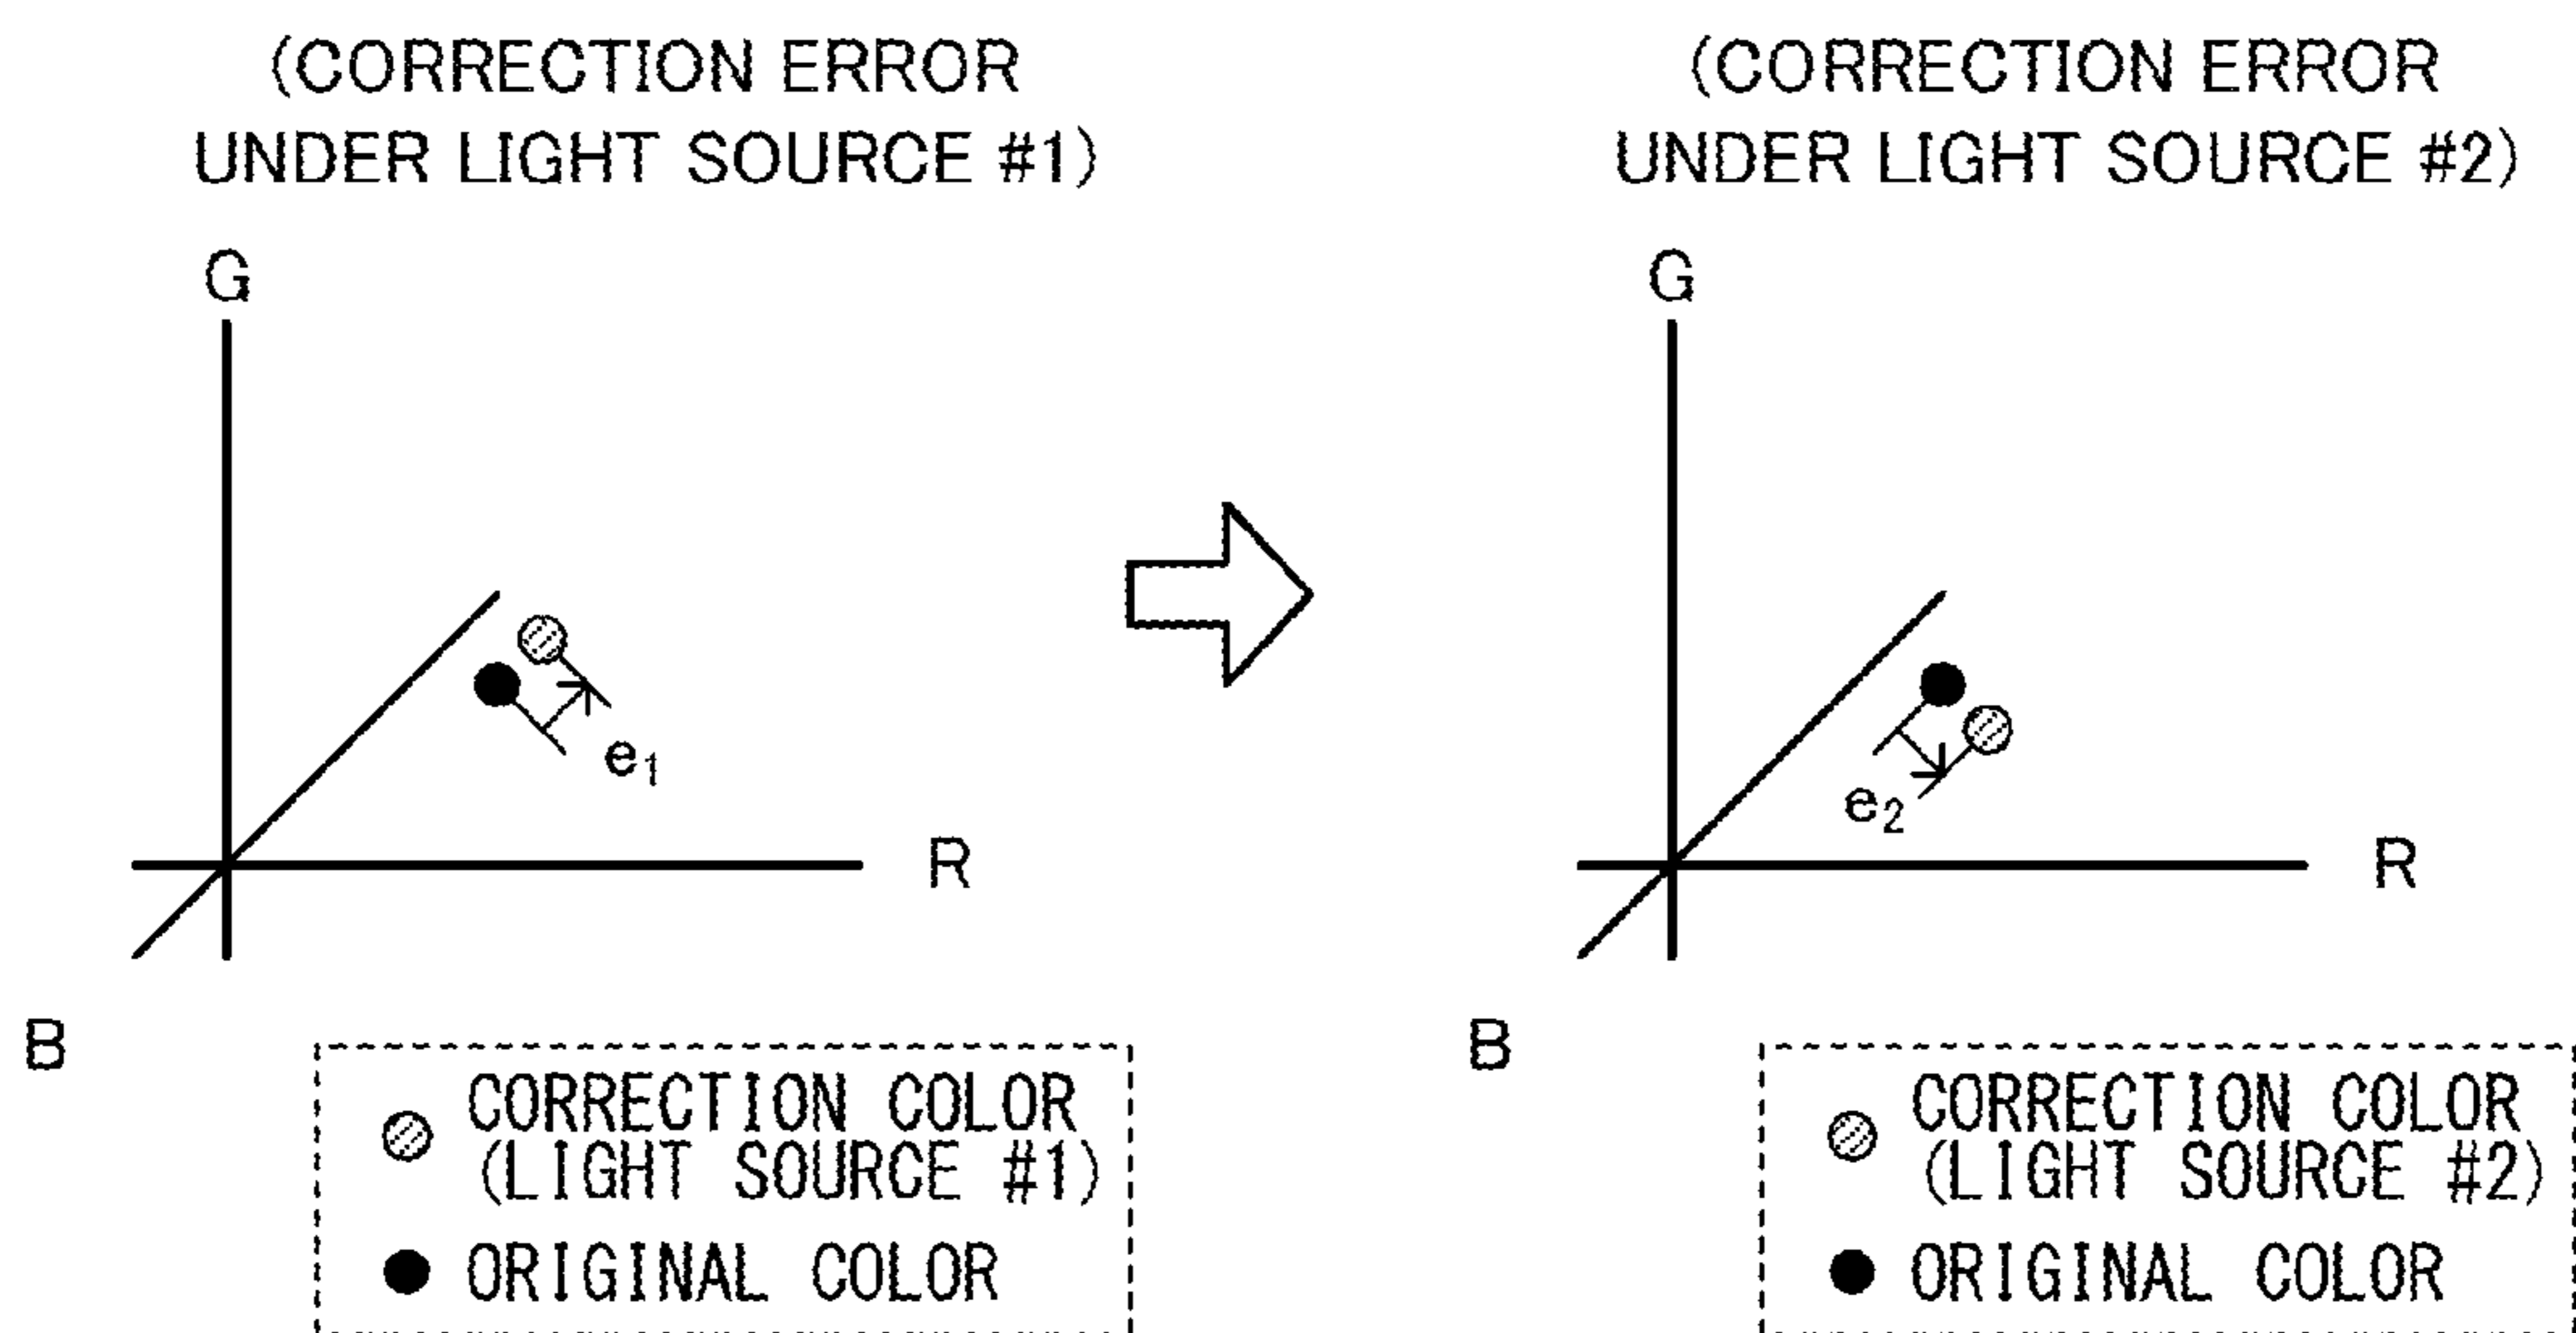 (CORRECTION ERROR
UNDER LIGHT SOURCE #1)
G
R
e1
B
CORRECTION COLOR
(LIGHT SOURCE #1)
ORIGINAL COLOR
(CORRECTION ERROR
UNDER LIGHT SOURCE #2)
G
R
e2
B
CORRECTION COLOR
(LIGHT SOURCE #2)
ORIGINAL COLOR